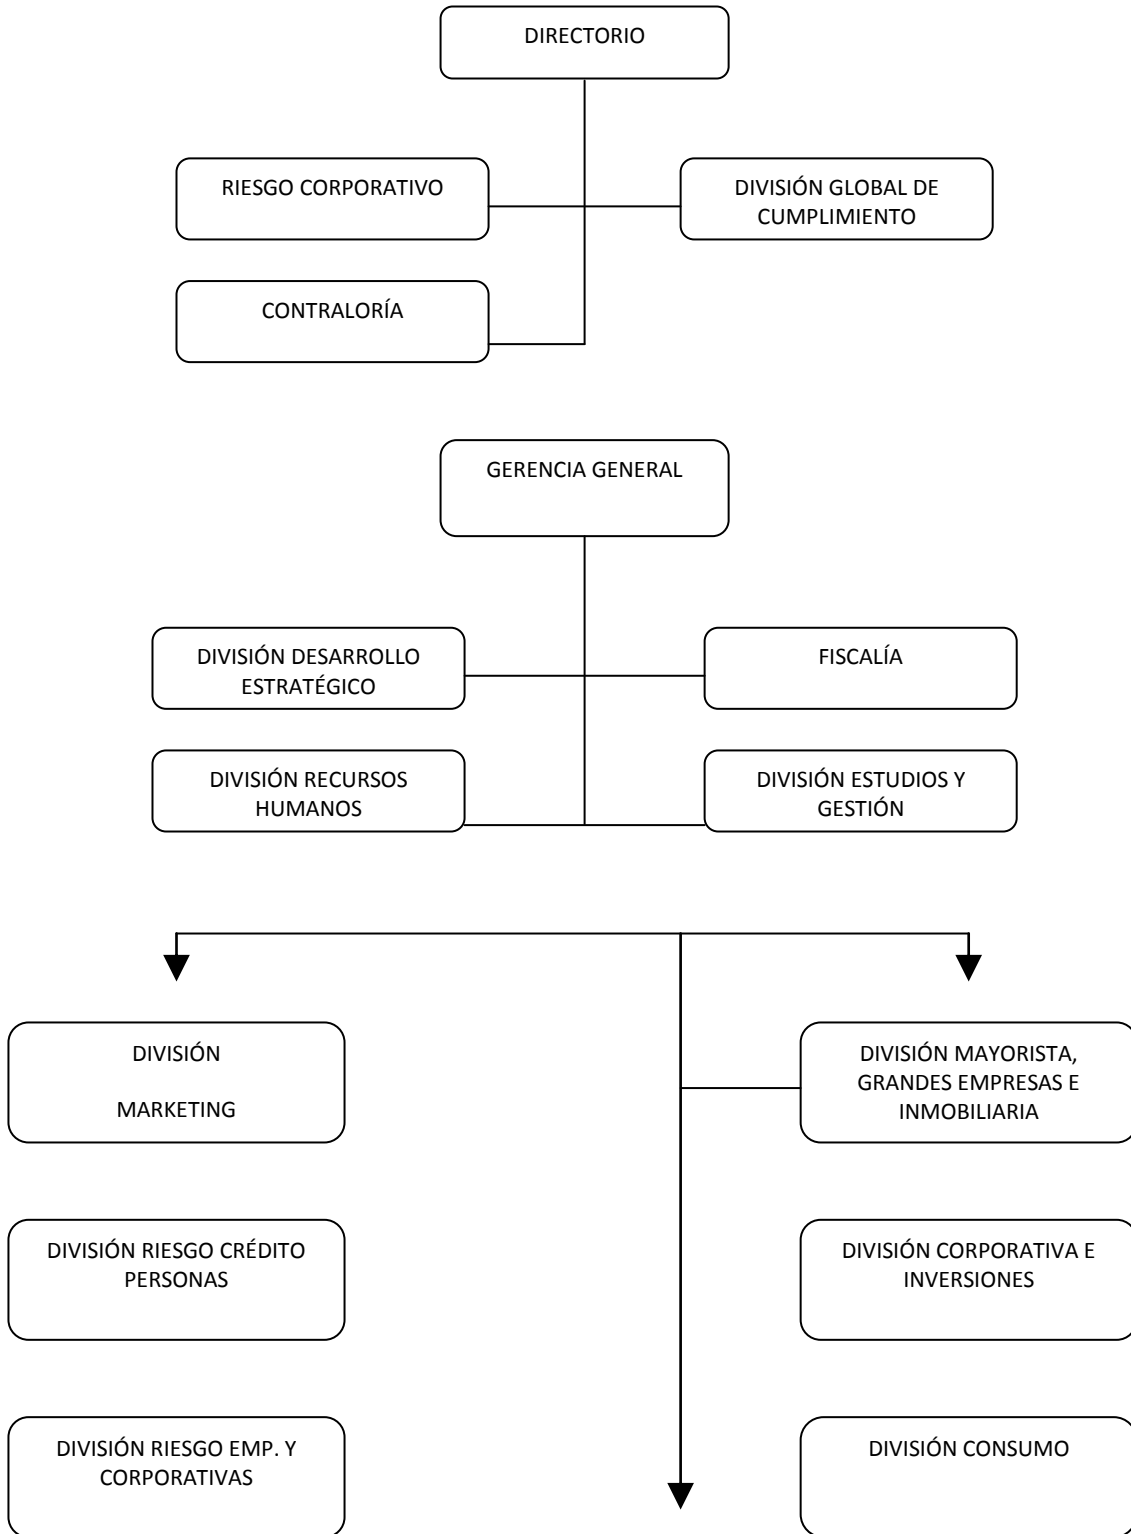 DIRECTORIO
RIESGO CORPORATIVO
DIVISIÓN GLOBAL DE
CUMPLIMIENTO
CONTRALORÍA
GERENCIA GENERAL
DIVISIÓN DESARROLLO
ESTRATÉGICO
FISCALÍA
DIVISIÓN RECURSOS
HUMANOS
DIVISIÓN ESTUDIOS Y
GESTIÓN
DIVISIÓN
MARKETING
DIVISIÓN MAYORISTA,
GRANDES EMPRESAS E
INMOBILIARIA
DIVISIÓN RIESGO CRÉDITO
PERSONAS
DIVISIÓN CORPORATIVA E
INVERSIONES
DIVISIÓN RIESGO EMP. Y
CORPORATIVAS
DIVISIÓN CONSUMO